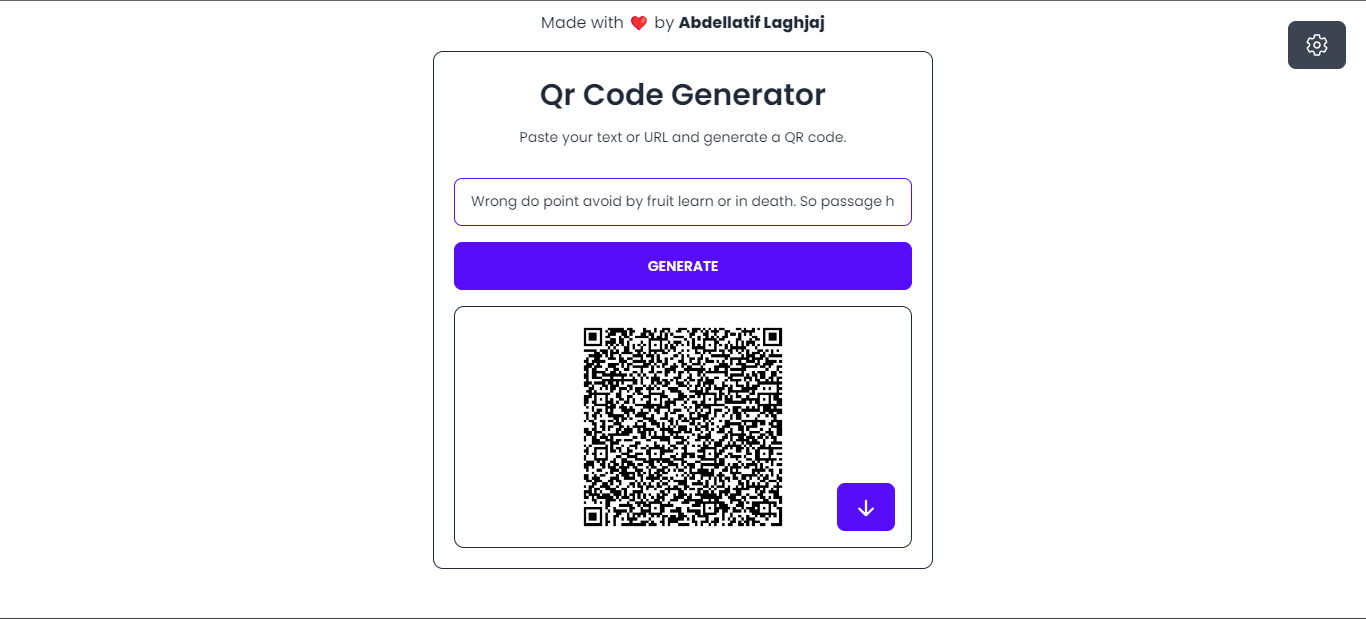 Made with ❤️ by Abdellatif Laghjaj
Qr Code Generator
Paste your text or URL and generate a QR code.
Wrong do point avoid by fruit learn or in death. So passage h
GENERATE